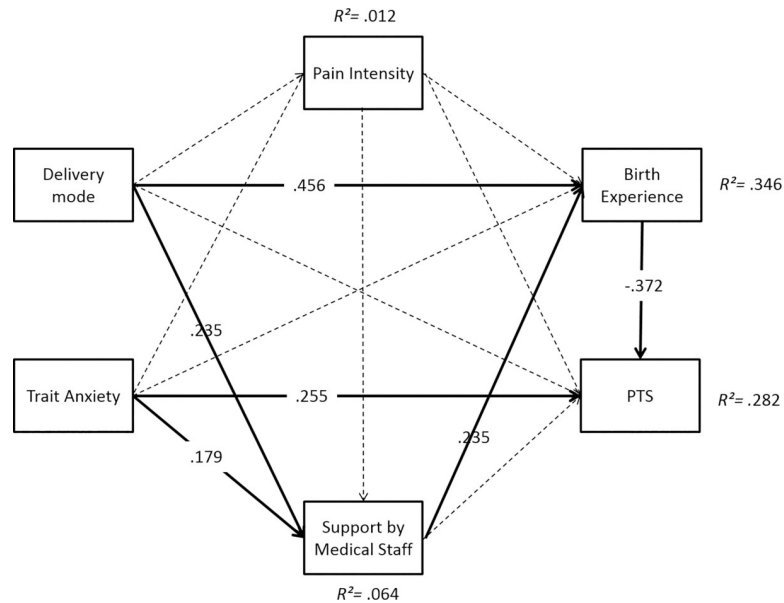 R²= .012
Pain Intensity
Delivery
mode
.456
Birth
Experience
R²= .346
-.372
.235
Trait Anxiety
.255
PTS
R²= .282
.179
.235
Support by
Medical Staff
R²= .064